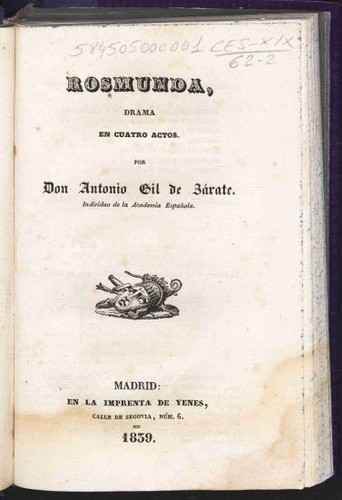 584505000001
CES-XIX
62-2
ROSMUNDA,
DRAMA
EN CUATRO ACTOS.
POR
Don Antonio Gil de Zárate.
Individuo de la Academia Española.
MADRID:
EN LA IMPRENTA DE YENES,
CALLE DE SEGOVIA, NÚM. 6.
1839.